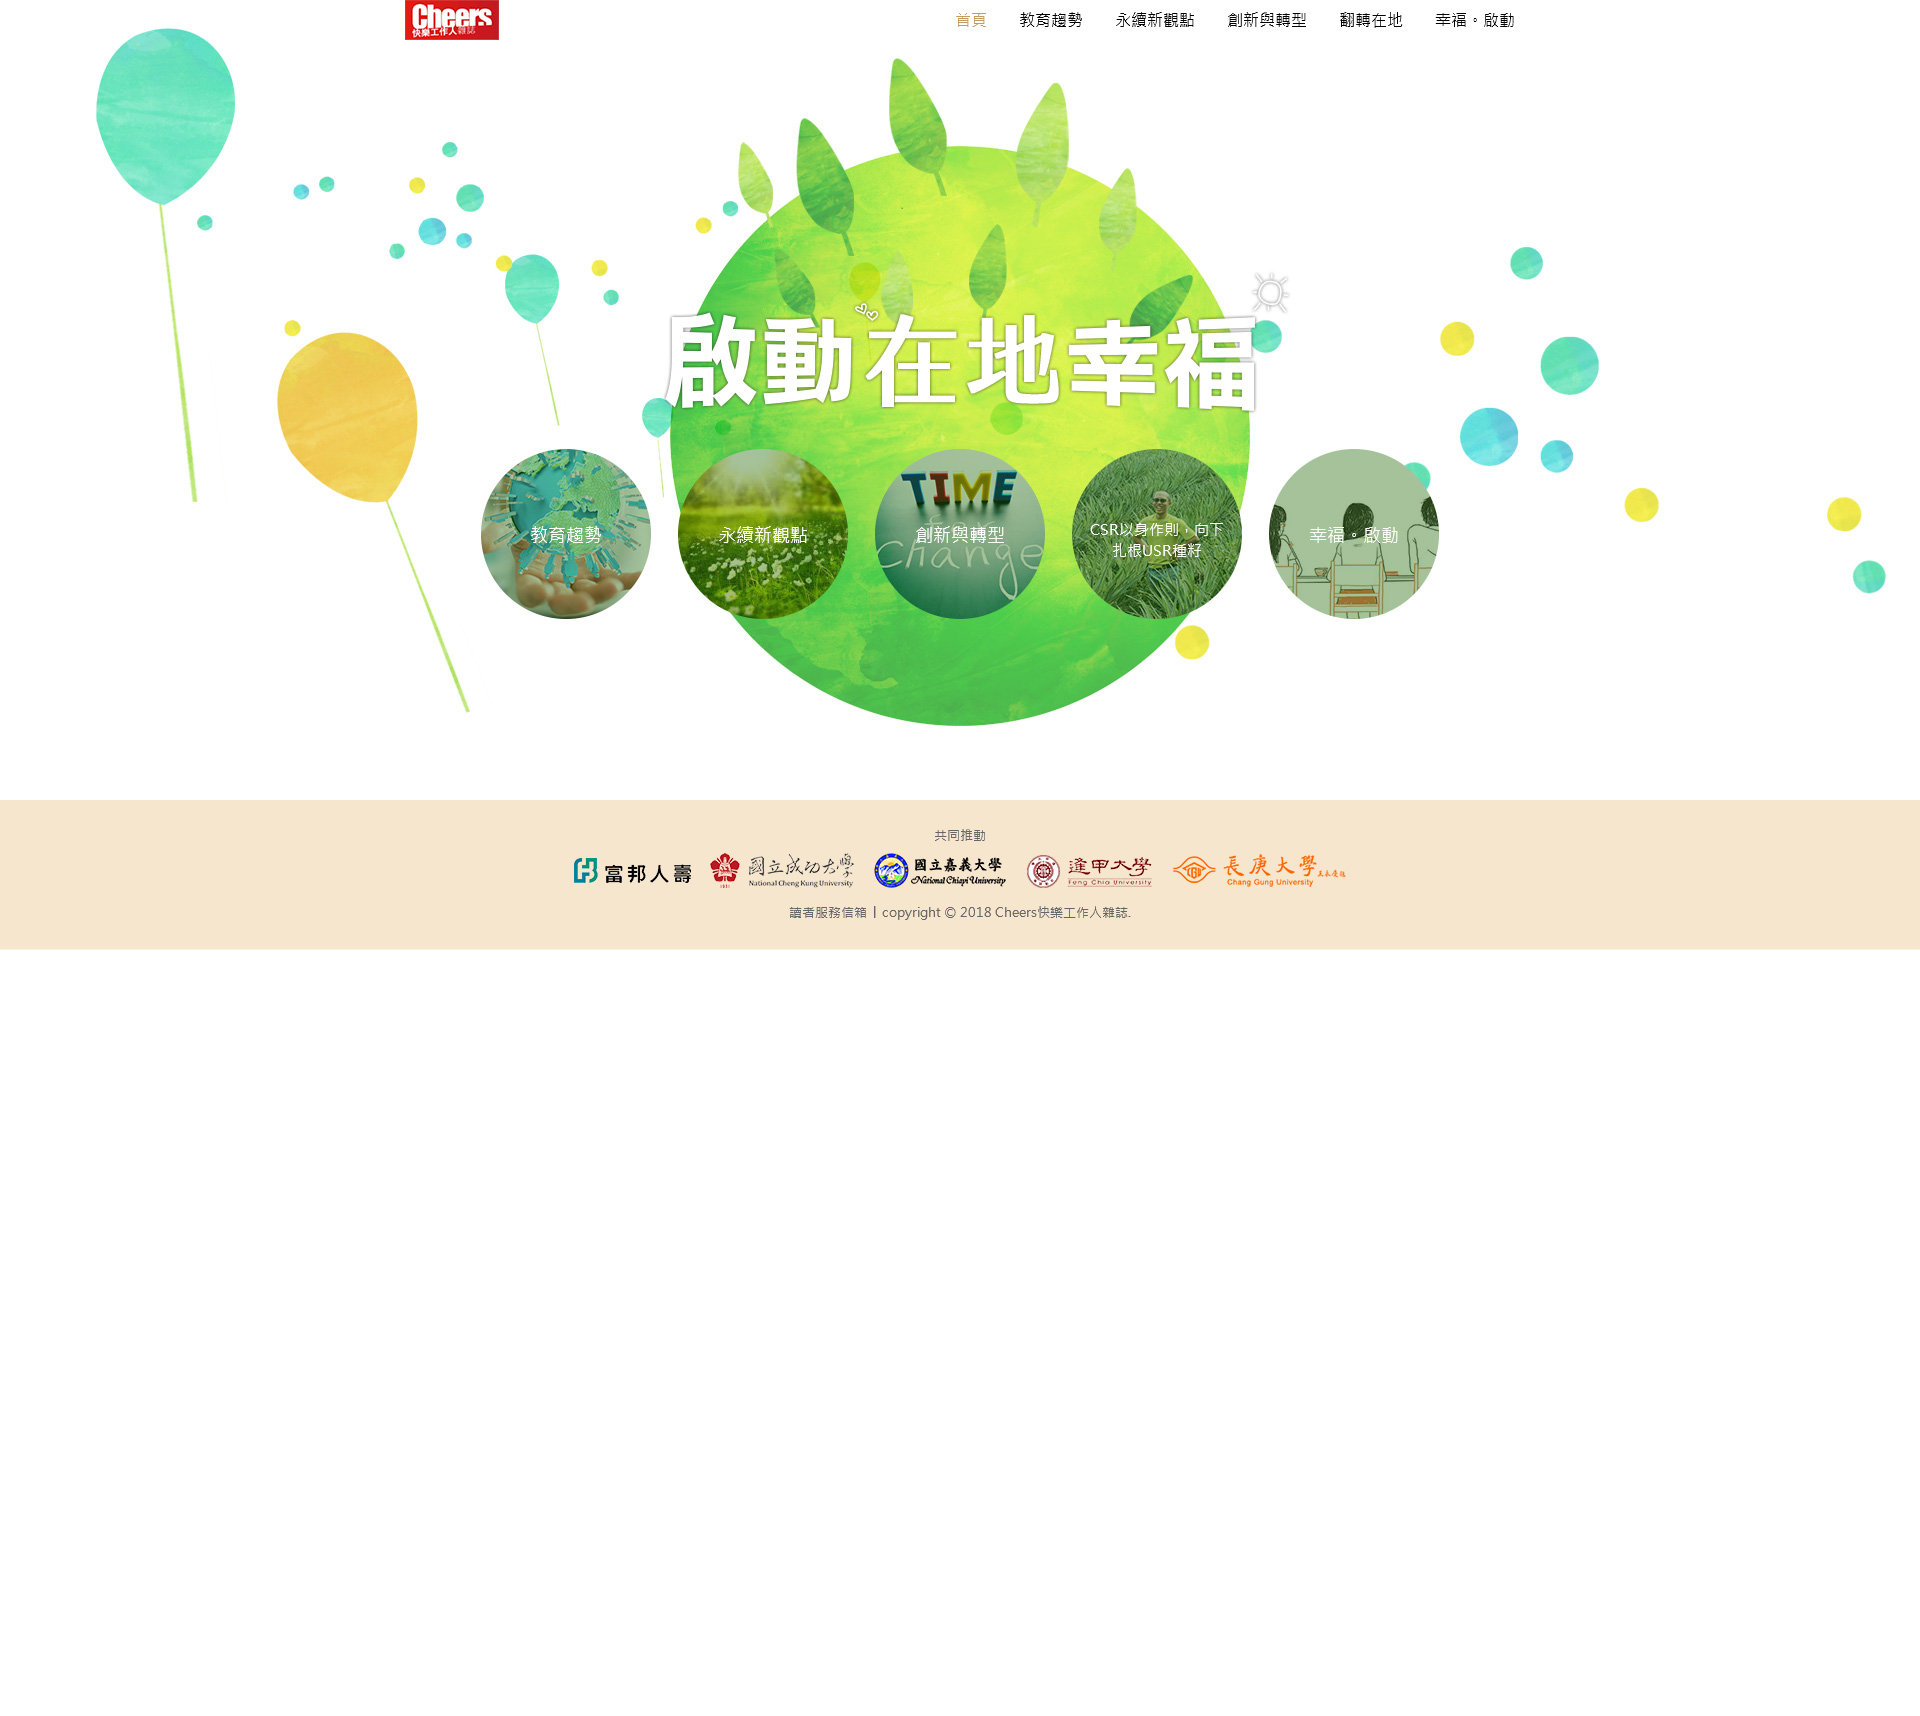 Cheers
快樂工作人雜誌
首頁 教育趨勢 永續新觀點 創新與轉型 翻轉在地 幸福。啟動
啟動在地幸福
教育趨勢
永續新觀點
TIME
for
change
創新與轉型
CSR以身作則，向下
扎根USR種籽
幸福。啟動
共同推動
富邦人壽
1931
國立成功大學
National Cheng Kung University
國立嘉義大學
National Chiayi University
逢甲大學
Feng Chia University
長庚大學
Chang Gung University
讀者服務信箱 | copyright © 2018 Cheers快樂工作人雜誌.